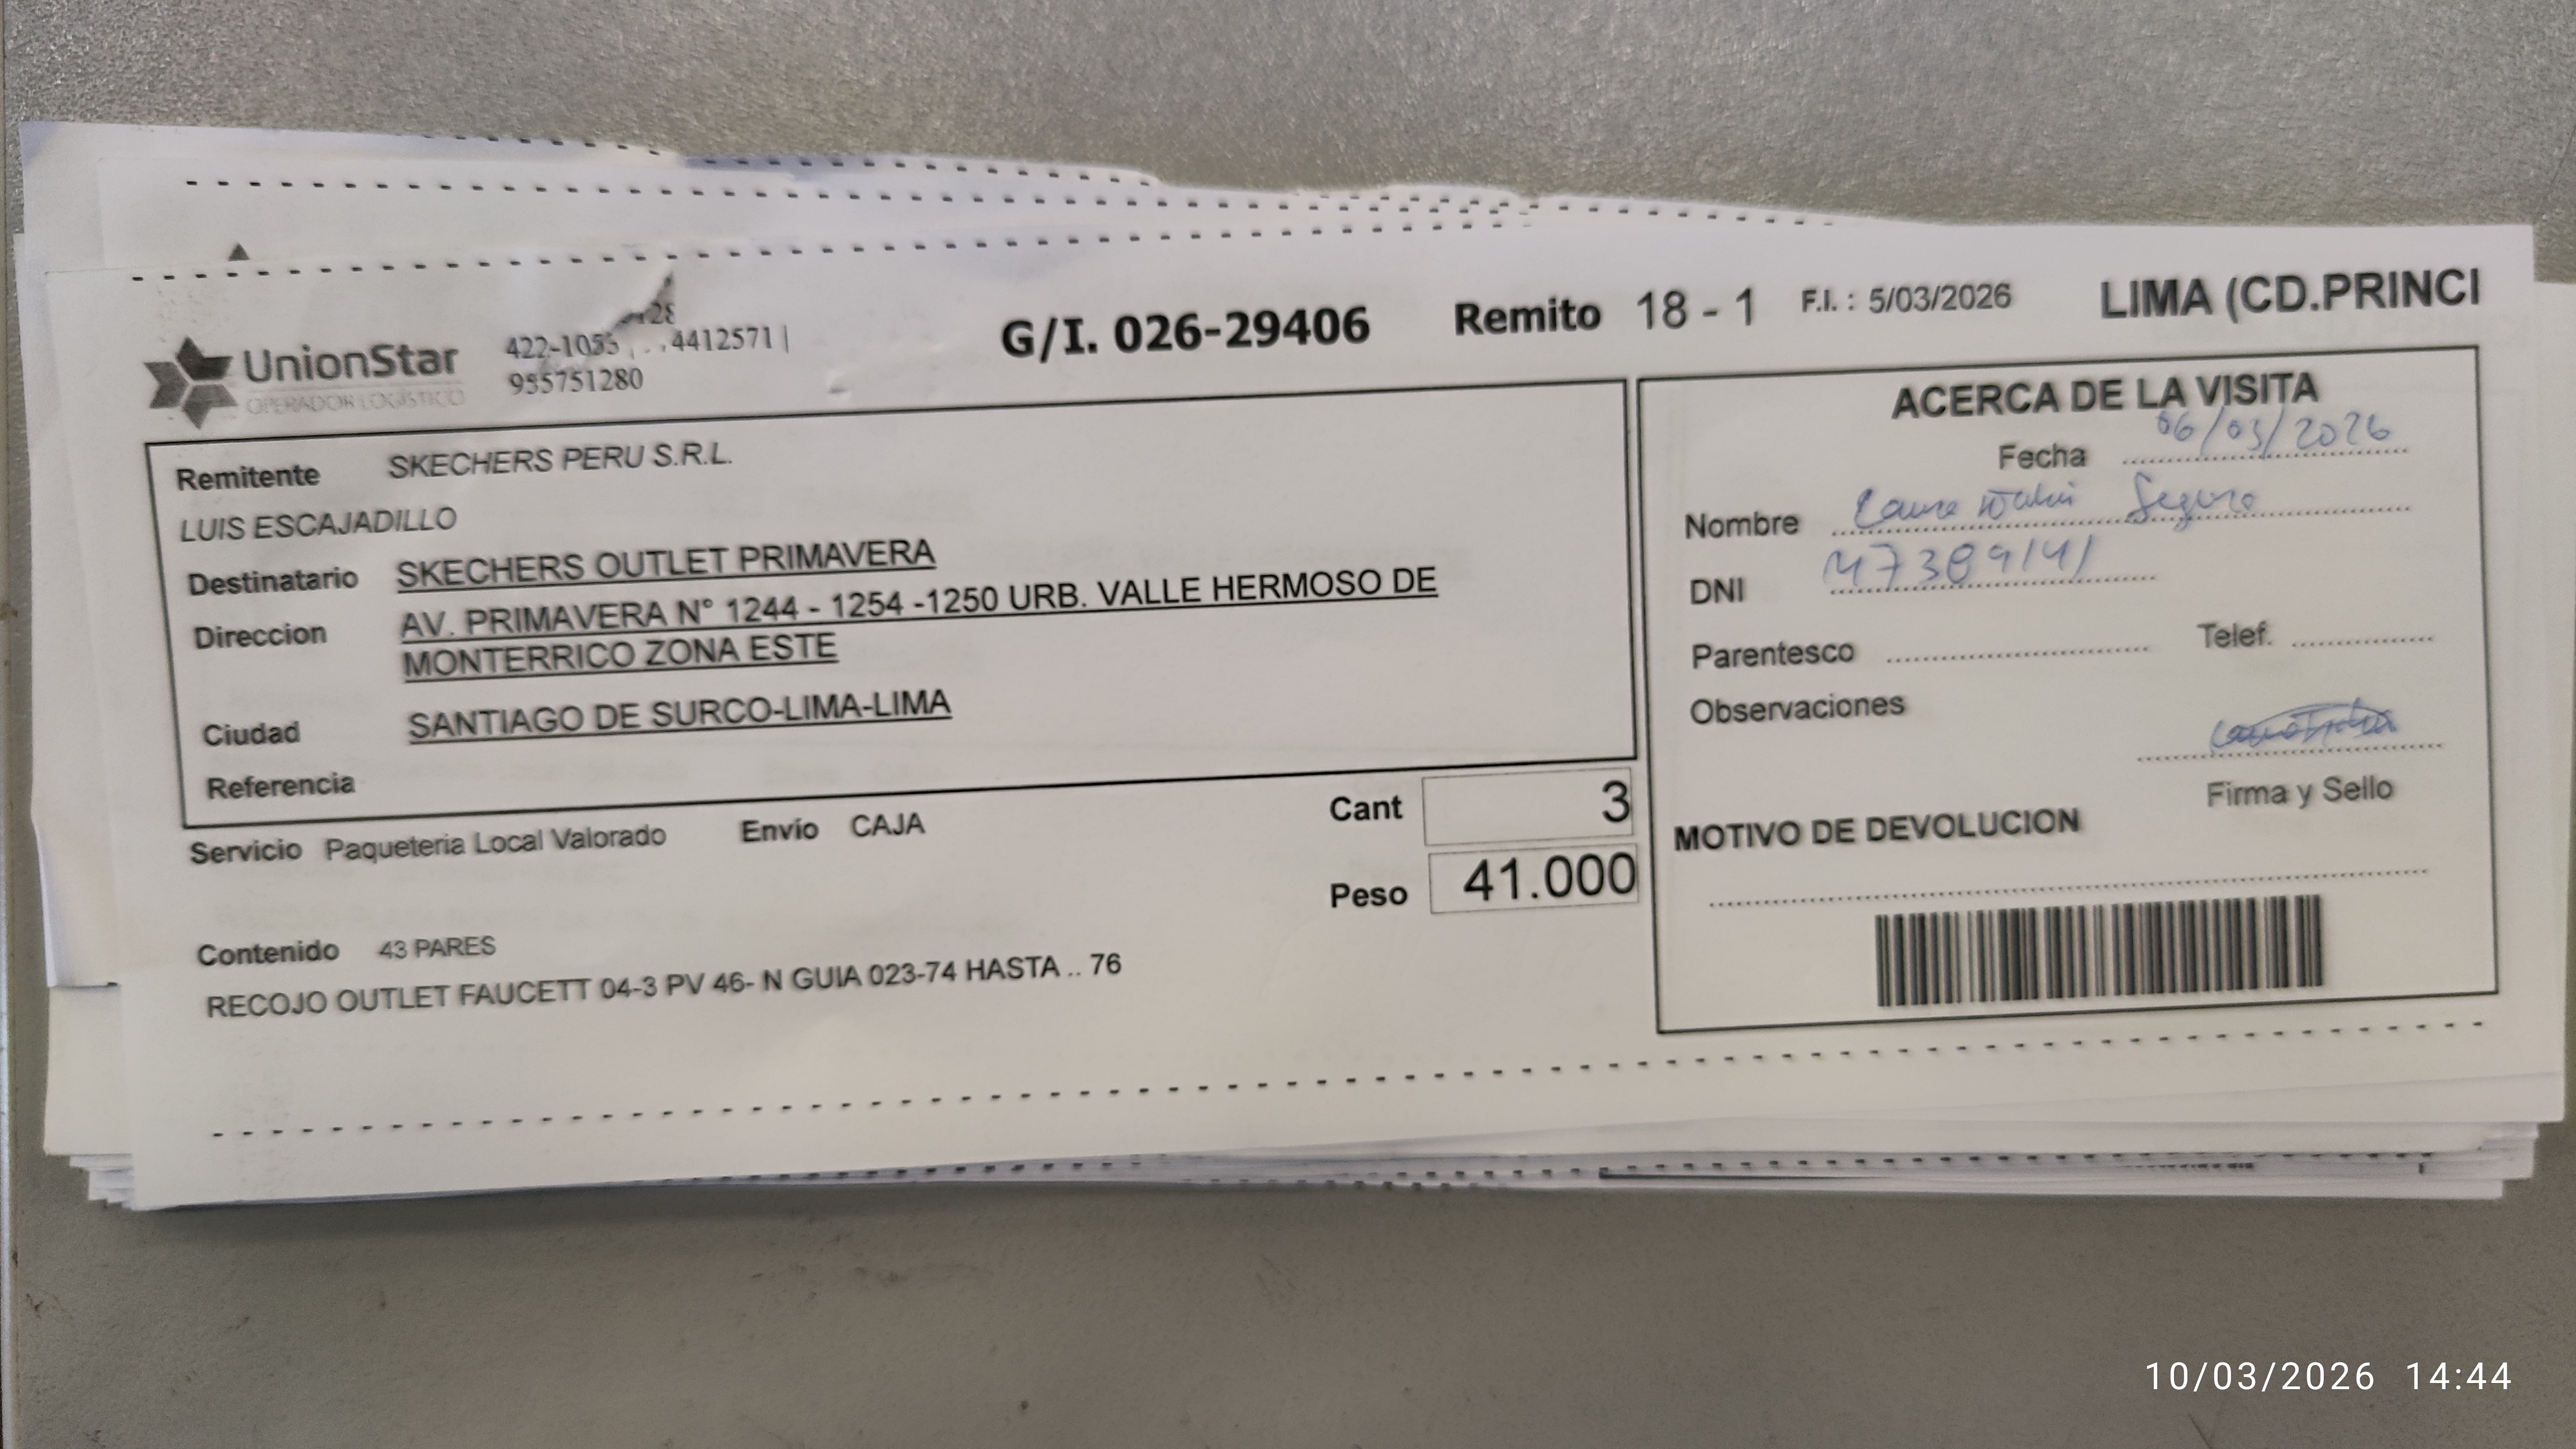 UnionStar
OPERADOR LOGÍSTICO
4412571 |
955751280
G/I. 026-29406
Remito 18 - 1
F.I. : 5/03/2026
LIMA (CD.PRINCI
Remitente SKECHERS PERU S.R.L.
LUIS ESCAJADILLO
Destinatario SKECHERS OUTLET PRIMAVERA
Direccion AV. PRIMAVERA N° 1244 - 1254 -1250 URB. VALLE HERMOSO DE
MONTERRICO ZONA ESTE
Ciudad SANTIAGO DE SURCO-LIMA-LIMA
Referencia
Servicio Paqueteria Local Valorado Envío CAJA
Cant 3
Peso 41.000
Contenido 43 PARES
RECOJO OUTLET FAUCETT 04-3 PV 46- N GUIA 023-74 HASTA .. 76
ACERCA DE LA VISITA
Fecha 06/03/2026
Nombre Segura
DNI 47389141
Parentesco Telef.
Observaciones
Firma y Sello
MOTIVO DE DEVOLUCION
10/03/2026 14:44